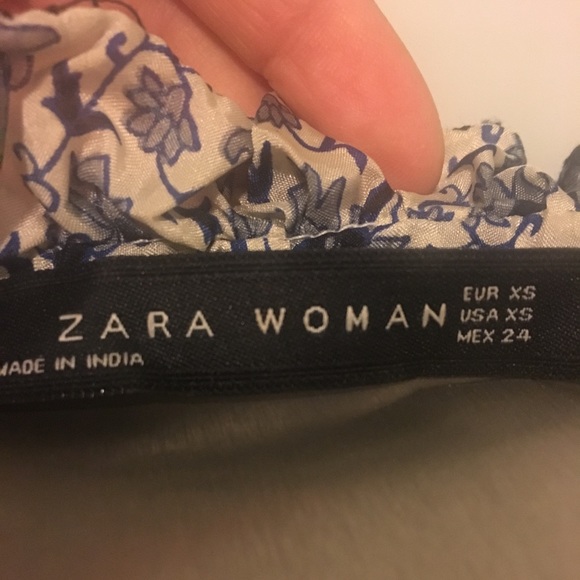 ZARA WOMAN
EUR XS
USA XS
MEX 24
MADE IN INDIA